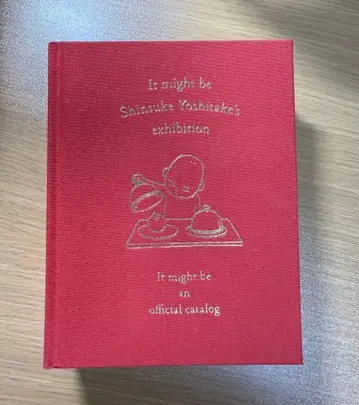 It might be
Shinsuke Yoshitake's
exhibition
It might be
an
official catalog